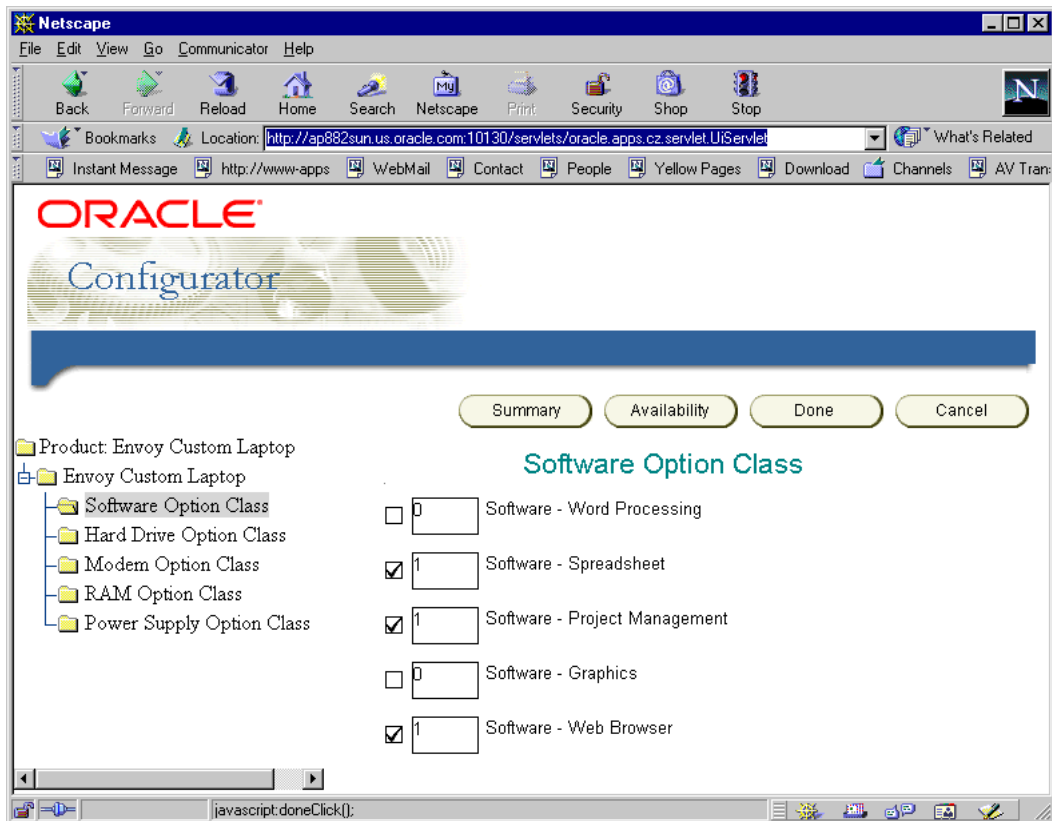 Netscape
File Edit View Go Communicator Help
My
N
Back Forward Reload Home Search Netscape Print Security Shop Stop
Bookmarks Location: http://ap882sun.us.oracle.com:10130/servlets/oracle.apps.cz.servlet.UiServlet What's Related
Instant Message http://www-apps WebMail Contact People Yellow Pages Download Channels AV Tran
ORACLE
Configurator
Summary Availability Done Cancel
Product: Envoy Custom Laptop
Envoy Custom Laptop
Software Option Class
Hard Drive Option Class
Modem Option Class
RAM Option Class
Power Supply Option Class
Software Option Class
0 Software - Word Processing
1 Software - Spreadsheet
1 Software - Project Management
0 Software - Graphics
1 Software - Web Browser
javascript:doneClick();